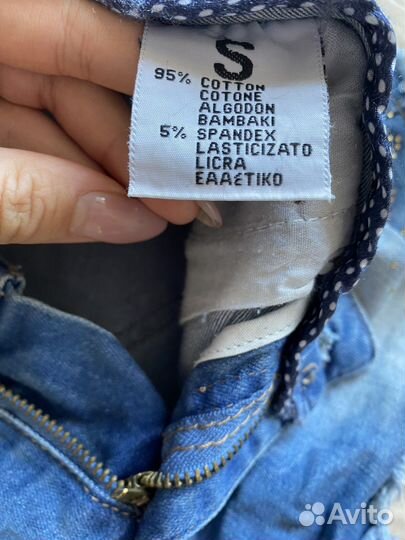 S
95% COTTON
COTONE
ALGODON
BAMBAKI
5% SPANDEX
LASTICIZATO
LICRA
ΕΛΑΣΤΙΚΟ
Avito